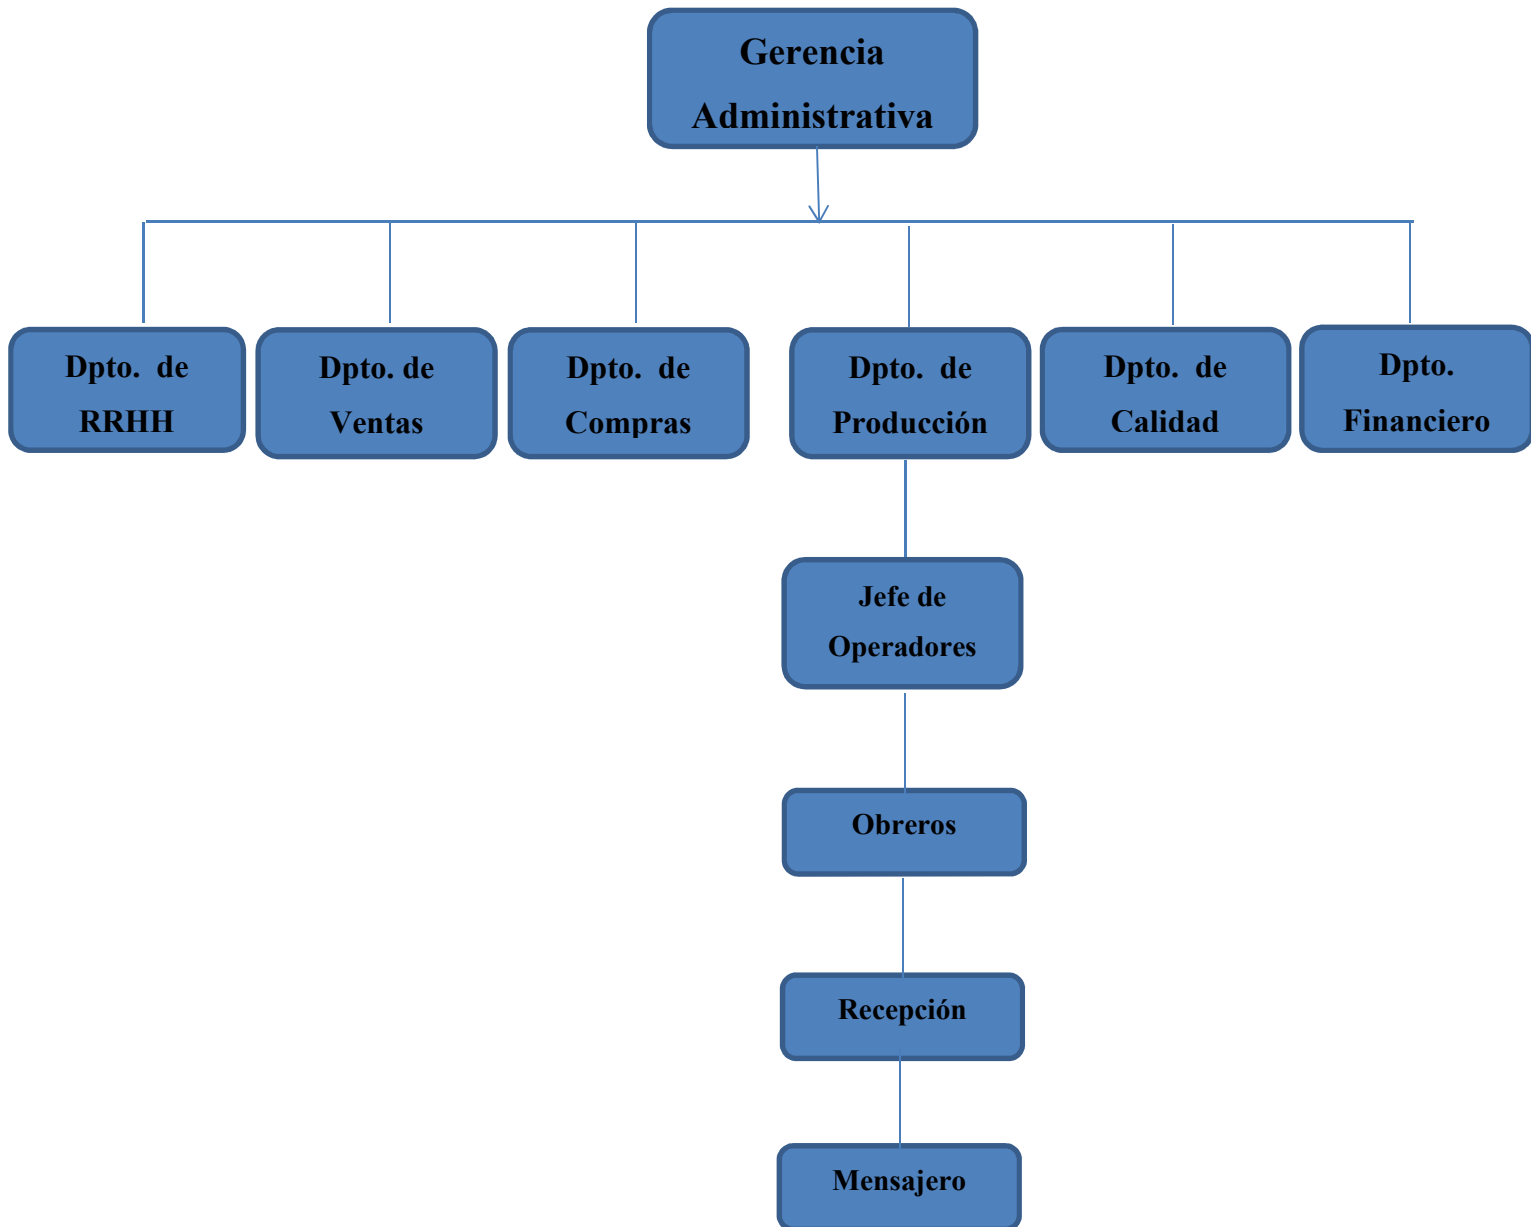 Gerencia
Administrativa
Dpto. de
RRHH
Dpto. de
Ventas
Dpto. de
Compras
Dpto. de
Producción
Dpto. de
Calidad
Dpto.
Financiero
Jefe de
Operadores
Obreros
Recepción
Mensajero